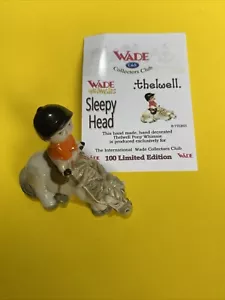 WADE
Collectors Club
WADE
.thelwell.
Sleepy
Head
This hand made, hand decorated
Thelwell Pony Whimsie
is produced exclusively for
The International Wade Collectors Club.
WADE
100 Limited Edition
WADE